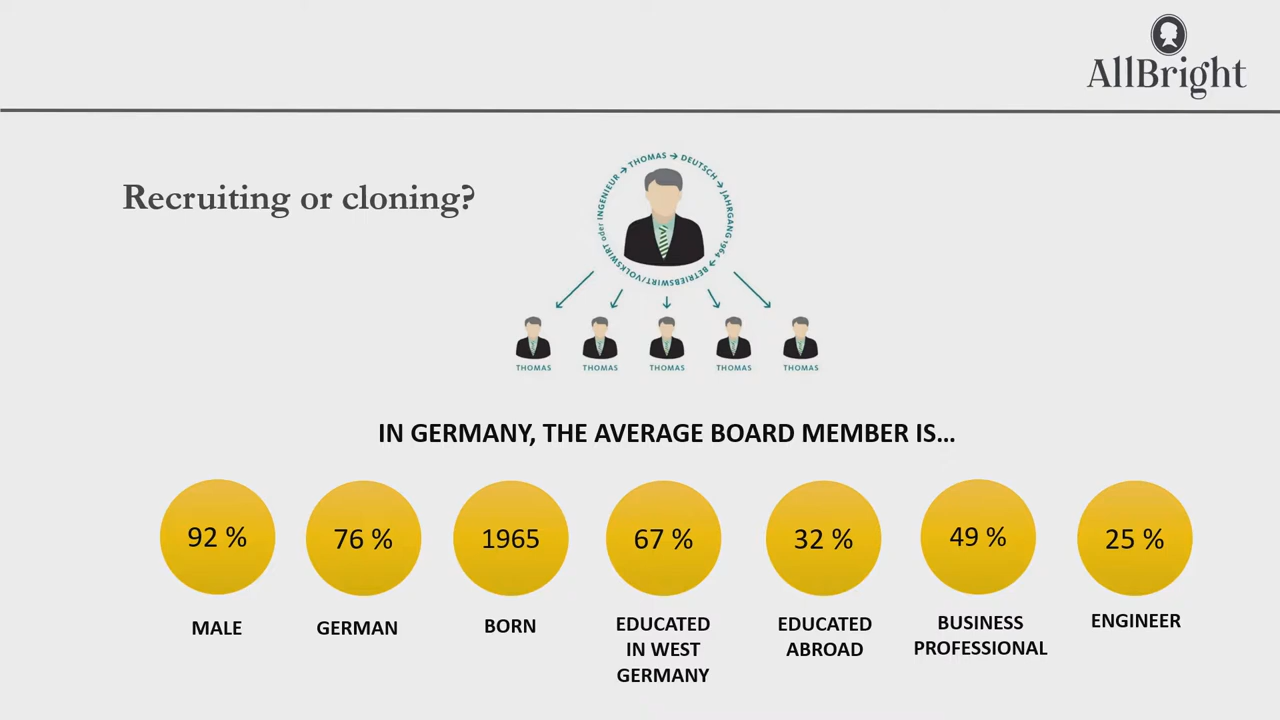 AllBright
Recruiting or cloning?
THOMAS → DEUTSCH → JAHRGANG 1964 → BETRIEBSWIRT/VOLKSWIRT oder INGENIEUR →
THOMAS THOMAS THOMAS THOMAS THOMAS
IN GERMANY, THE AVERAGE BOARD MEMBER IS...
92 % 76 % 1965 67 % 32 % 49 % 25 %
MALE GERMAN BORN EDUCATED EDUCATED BUSINESS ENGINEER
IN WEST ABROAD PROFESSIONAL
GERMANY